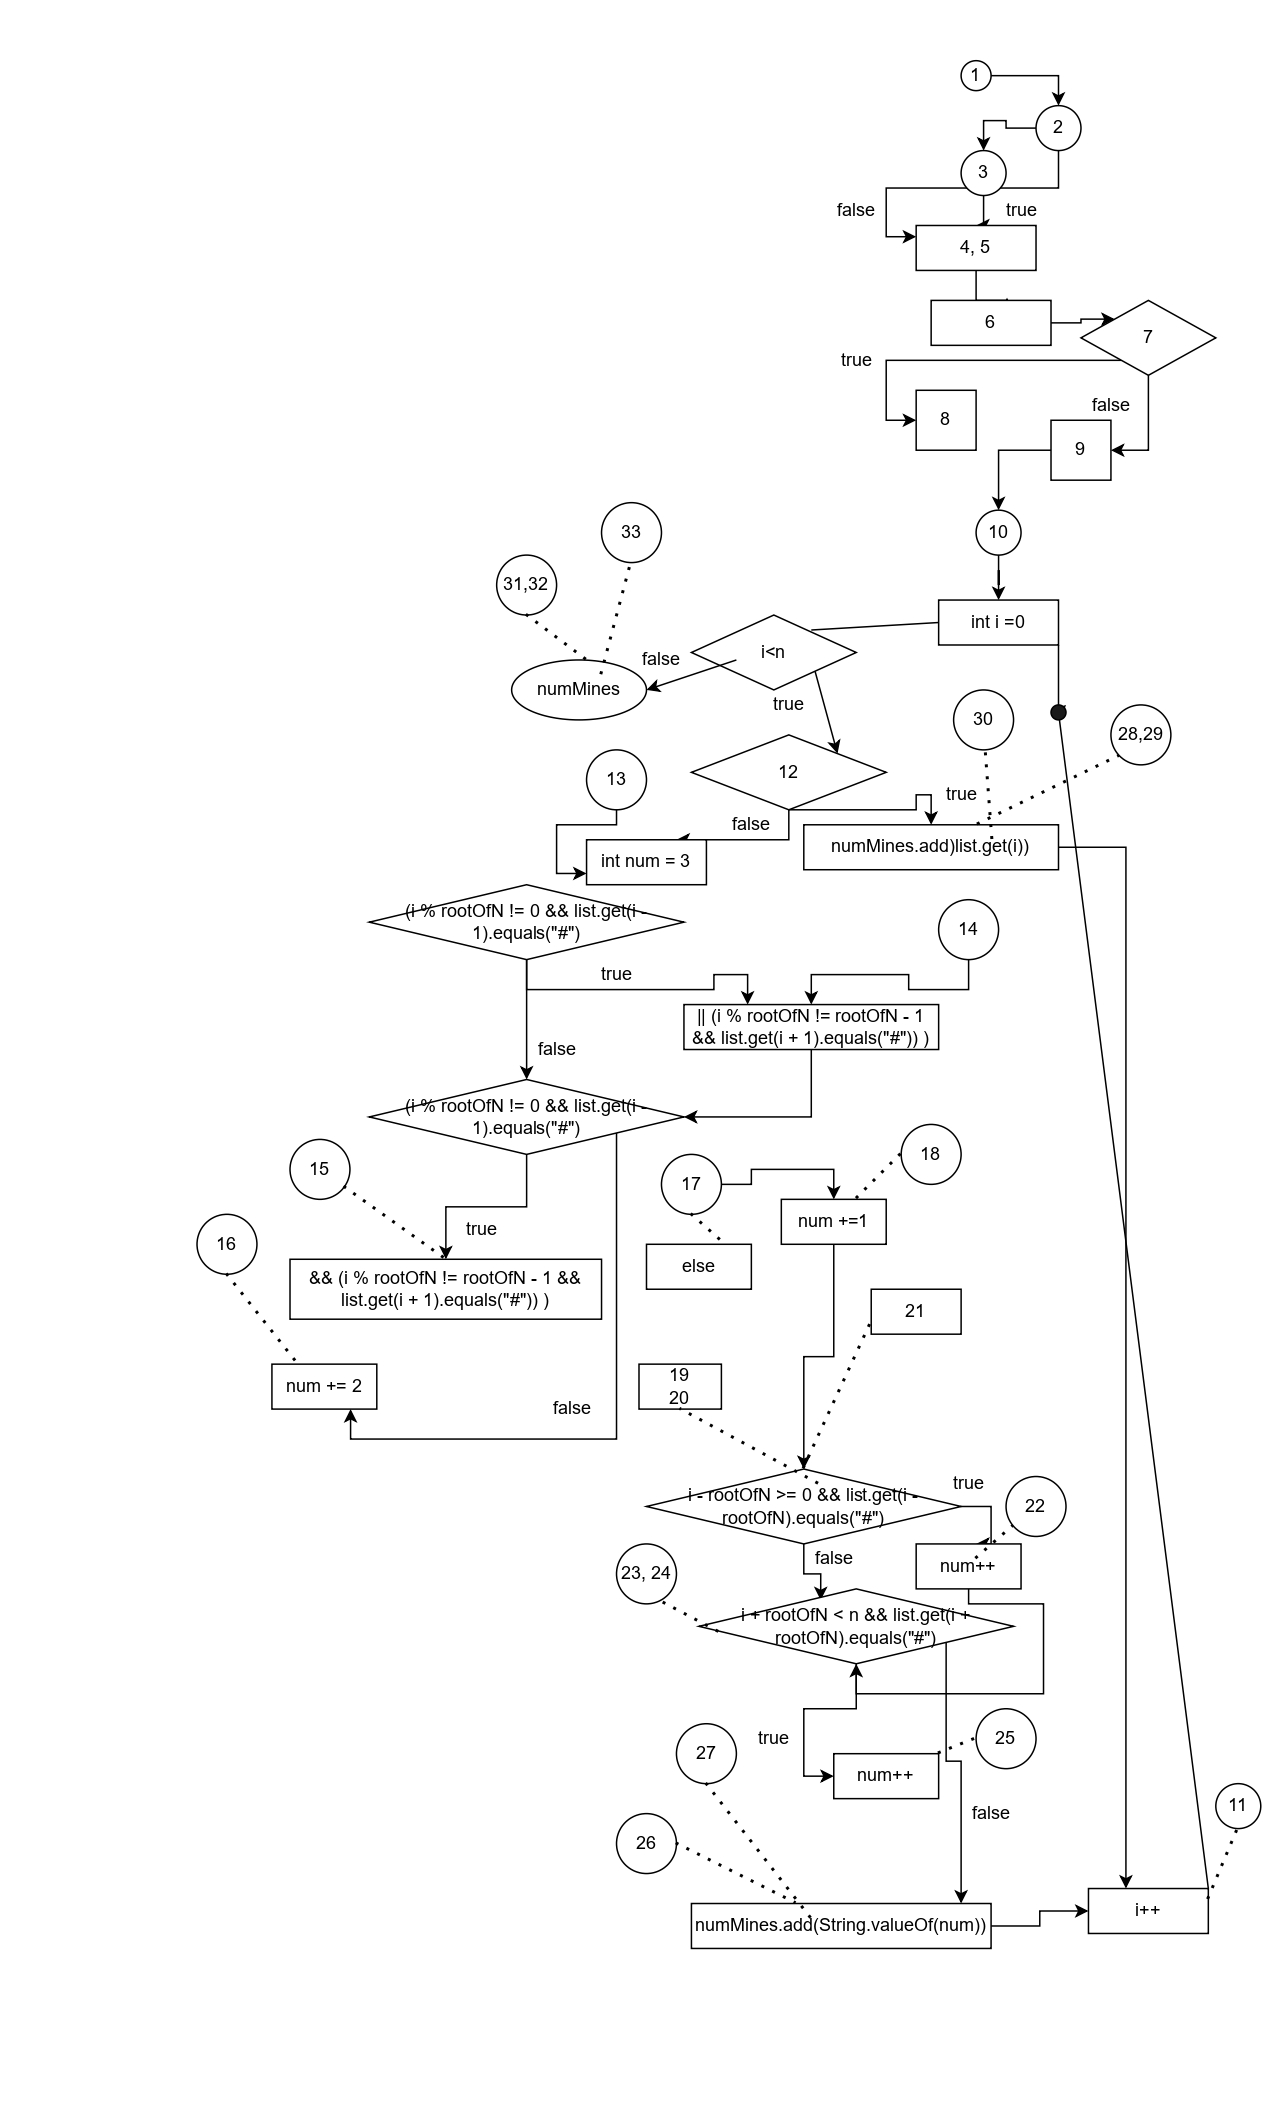 1
2
3
false
true
4, 5
6
7
true
8
false
9
10
33
31,32
int i =0
i<n
false
numMines
true
30
28,29
12
13
true
false
numMines.add)list.get(i))
int num = 3
(i % rootOfN != 0 && list.get(i -
1).equals("#")
14
true
|| (i % rootOfN != rootOfN - 1
&& list.get(i + 1).equals("#")) )
false
(i % rootOfN != 0 && list.get(i -
1).equals("#")
18
15
17
num +=1
true
16
else
&& (i % rootOfN != rootOfN - 1 &&
list.get(i + 1).equals("#")) )
21
19
20
num += 2
false
true
i - rootOfN >= 0 && list.get(i -
rootOfN).equals("#")
22
false
num++
23, 24
i + rootOfN < n && list.get(i +
rootOfN).equals("#")
true
25
27
num++
11
false
26
i++
numMines.add(String.valueOf(num))